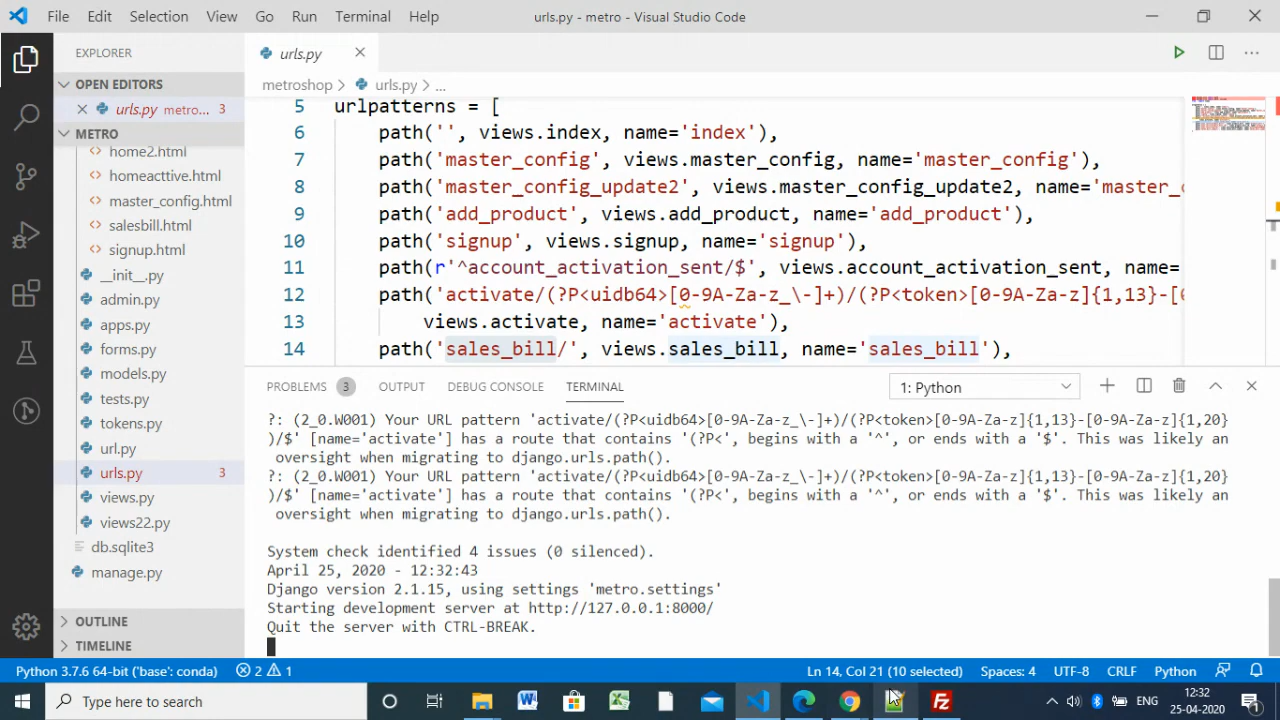 File Edit Selection View Go Run Terminal Help urls.py - metro - Visual Studio Code
EXPLORER
OPEN EDITORS
urls.py metro... 3
METRO
home2.html
homeacttive.html
master_config.html
salesbill.html
signup.html
__init__.py
admin.py
apps.py
forms.py
models.py
tests.py
tokens.py
url.py
urls.py 3
views.py
views22.py
db.sqlite3
manage.py
OUTLINE
TIMELINE
urls.py
metroshop > urls.py > ...
5 urlpatterns = [
6 path('', views.index, name='index'),
7 path('master_config', views.master_config, name='master_config'),
8 path('master_config_update2', views.master_config_update2, name='master_c
9 path('add_product', views.add_product, name='add_product'),
10 path('signup', views.signup, name='signup'),
11 path(r'^account_activation_sent/$', views.account_activation_sent, name=
12 path('activate/(?P<uidb64>[0-9A-Za-z_\-]+)/(?P<token>[0-9A-Za-z]{1,13}-[0
13 views.activate, name='activate'),
14 path('sales_bill/', views.sales_bill, name='sales_bill'),
PROBLEMS 3 OUTPUT DEBUG CONSOLE TERMINAL 1: Python
?: (2_0.W001) Your URL pattern 'activate/(?P<uidb64>[0-9A-Za-z_\-]+)/(?P<token>[0-9A-Za-z]{1,13}-[0-9A-Za-z]{1,20}
)/$' [name='activate'] has a route that contains '(?P<', begins with a '^', or ends with a '$'. This was likely an
oversight when migrating to django.urls.path().
?: (2_0.W001) Your URL pattern 'activate/(?P<uidb64>[0-9A-Za-z_\-]+)/(?P<token>[0-9A-Za-z]{1,13}-[0-9A-Za-z]{1,20}
)/$' [name='activate'] has a route that contains '(?P<', begins with a '^', or ends with a '$'. This was likely an
oversight when migrating to django.urls.path().
System check identified 4 issues (0 silenced).
April 25, 2020 - 12:32:43
Django version 2.1.15, using settings 'metro.settings'
Starting development server at http://127.0.0.1:8000/
Quit the server with CTRL-BREAK.
Python 3.7.6 64-bit ('base': conda) 2 1 Ln 14, Col 21 (10 selected) Spaces: 4 UTF-8 CRLF Python
Type here to search
ENG
12:32
25-04-2020
1